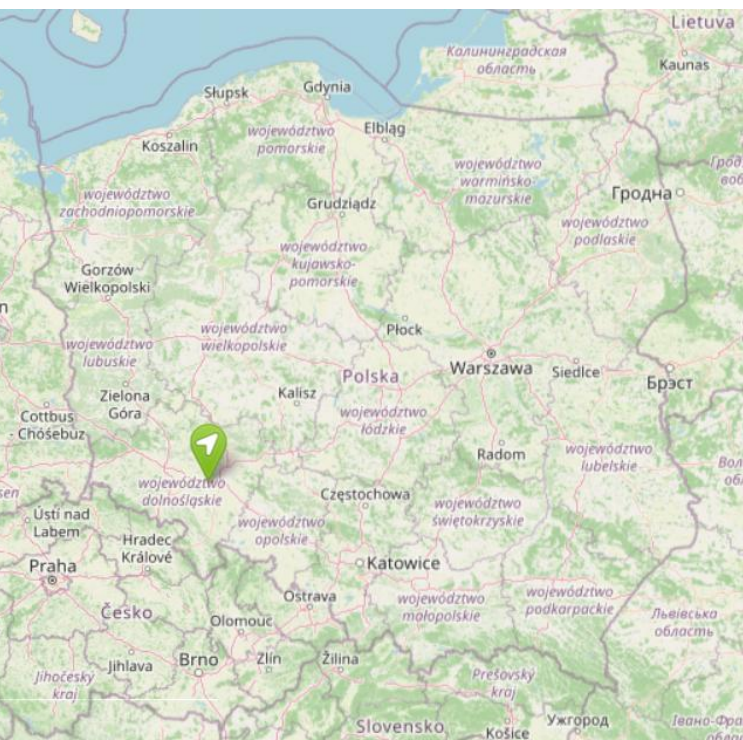 Lietuva
Калининградская
область
Kaunas
Gdynia
Słupsk
Elbląg
województwo
pomorskie
Koszalin
województwo
warmińsko-
mazurskie
Гродна
województwo
zachodniopomorskie
Grudziądz
województwo
podlaskie
województwo
kujawsko-
pomorskie
Gorzów
Wielkopolski
województwo
wielkopolskie
Płock
województwo
lubuskie
Warszawa
Siedlce
Брэст
Polska
Zielona
Góra
Kalisz
Cottbus
- Chóśebuz
województwo
łódzkie
Radom
województwo
lubelskie
województwo
dolnośląskie
Częstochowa
województwo
świętokrzyskie
Ústí nad
Labem
województwo
opolskie
Hradec
Králové
Praha
Katowice
Ostrava
województwo
małopolskie
województwo
podkarpackie
Česko
Olomouc
Львівська
область
Jihlava
Brno
Zlín
Žilina
Jihočeský
kraj
Prešovský
kraj
Slovensko
Košice
Ужгород